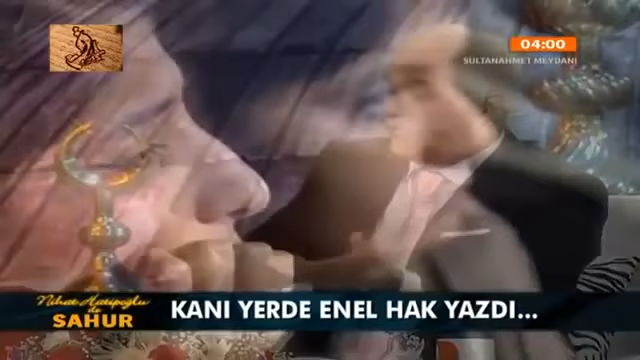 04:00
SULTANAHMET MEYDANI
Nihat Hatipoğlu
ile
SAHUR
KANI YERDE ENEL HAK YAZDI...